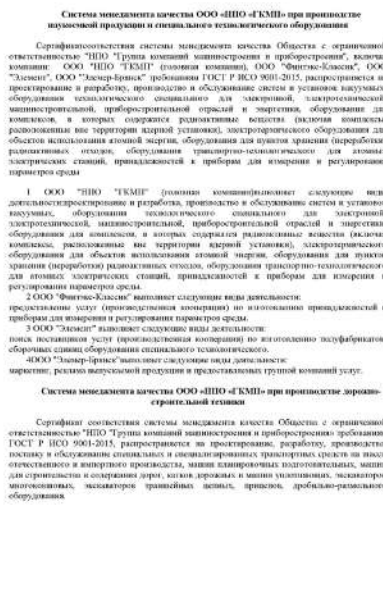 Система менеджмента качества ООО «НПО «ГКМП» при производстве
наукоемкой продукции и специального технологического оборудования
Сертификатсоответствия системы менеджмента качества Общества с ограниченной
ответственностью "НПО "Группа компаний машиностроения и приборостроения", включая
компании: ООО "НПО "ГКМП" (головная компания), ООО "Финтекс-Классик", ООО
"Элемент", ООО "Элемер-Брянск" требованиям ГОСТ Р ИСО 9001-2015, распространяется на
проектирование и разработку, производство и обслуживание систем и установок вакуумных,
оборудования технологического специального для электронной, электротехнической,
машиностроительной, приборостроительной отраслей и энергетики, оборудования для
комплексов, в которых содержатся радиоактивные вещества (включая комплексы,
расположенные вне территории ядерной установки), электротермического оборудования для
объектов использования атомной энергии, оборудования для пунктов хранения (переработки)
радиоактивных отходов, оборудования транспортно-технологического для атомных
электрических станций, принадлежностей к приборам для измерения и регулирования
параметров среды
1 ООО "НПО "ГКМП" (головная компания)выполняет следующие виды
деятельности:проектирование и разработка, производство и обслуживание систем и установок
вакуумных, оборудования технологического специального для электронной,
электротехнической, машиностроительной, приборостроительной отраслей и энергетики,
оборудования для комплексов, в которых содержатся радиоактивные вещества (включая
комплексы, расположенные вне территории ядерной установки), электротермического
оборудования для объектов использования атомной энергии, оборудования для пунктов
хранения (переработки) радиоактивных отходов, оборудования транспортно-технологического
для атомных электрических станций, принадлежностей к приборам для измерения и
регулирования параметров среды.
2 ООО "Финтекс-Классик" выполняет следующие виды деятельности:
предоставление услуг (производственная кооперация) по изготовлению принадлежностей к
приборам для измерения и регулирования параметров среды.
3 ООО "Элемент" выполняет следующие виды деятельности:
поиск поставщиков услуг (производственная кооперация) по изготовлению полуфабрикатов,
сборочных единиц оборудования специального технологического.
4ООО "Элемер-Брянск"выполняет следующие виды деятельности:
маркетинг, реклама выпускаемой продукции и предоставляемых группой компаний услуг.
Система менеджмента качества ООО «НПО «ГКМП» при производстве дорожно-
строительной техники
Сертификат соответствия системы менеджмента качества Общества с ограниченной
ответственностью "НПО "Группа компаний машиностроения и приборостроения» требованиям
ГОСТ Р ИСО 9001-2015, распространяется на проектирование, разработку, производство,
поставку и обслуживание специальных и специализированных транспортных средств на шасси
отечественного и импортного производства, машин планировочных подготовительных, машин
для строительства и содержания дорог, катков дорожных и машин уплотняющих, экскаваторов
многоковшовых, экскаваторов траншейных цепных, прицепов, дробильно-размольного
оборудования.